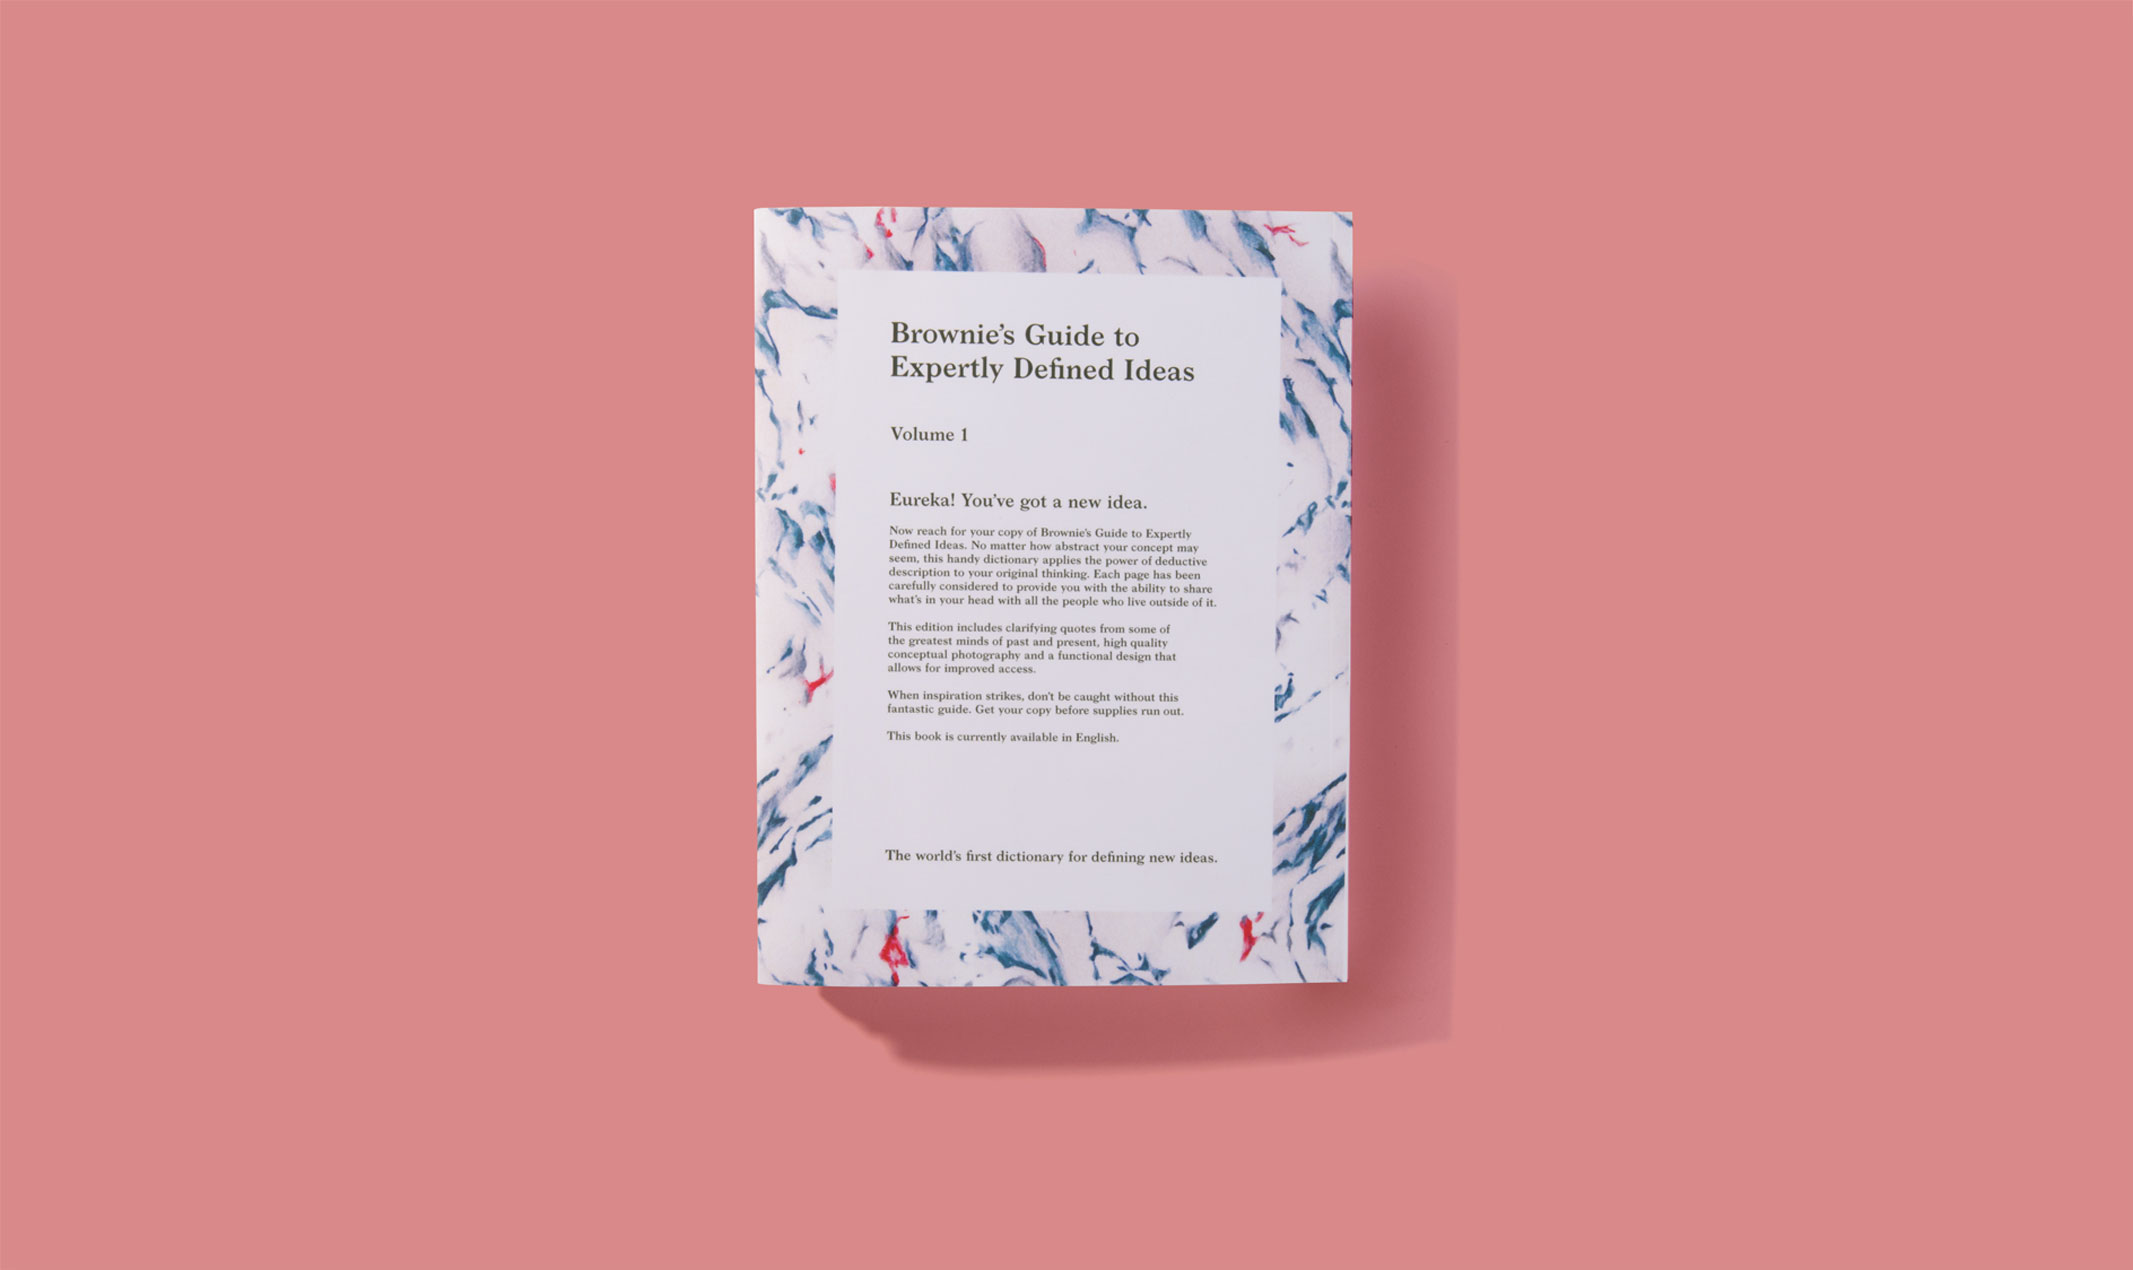 Brownie's Guide to
Expertly Defined Ideas
Volume 1
Eureka! You've got a new idea.
Now reach for your copy of Brownie's Guide to Expertly
Defined Ideas. No matter how abstract your concept may
seem, this handy dictionary applies the power of deductive
description to your original thinking. Each page has been
carefully considered to provide you with the ability to share
what's in your head with all the people who live outside of it.
This edition includes clarifying quotes from some of
the greatest minds of past and present, high quality
conceptual photography and a functional design that
allows for improved access.
When inspiration strikes, don't be caught without this
fantastic guide. Get your copy before supplies run out.
This book is currently available in English.
The world's first dictionary for defining new ideas.